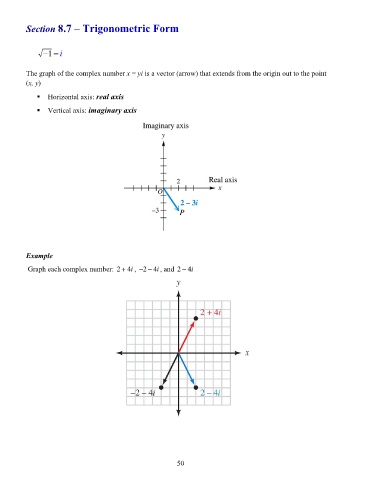 Section 8.7 – Trigonometric Form
√−1 = i
The graph of the complex number x = yi is a vector (arrow) that extends from the origin out to the point
(x, y)
▪ Horizontal axis: real axis
▪ Vertical axis: imaginary axis
Imaginary axis
y
2 Real axis
x
O
2 – 3i
–3 P
Example
Graph each complex number: 2 + 4i , −2 − 4i , and 2 − 4i
y
2 + 4i
x
−2 − 4i 2 − 4i
50